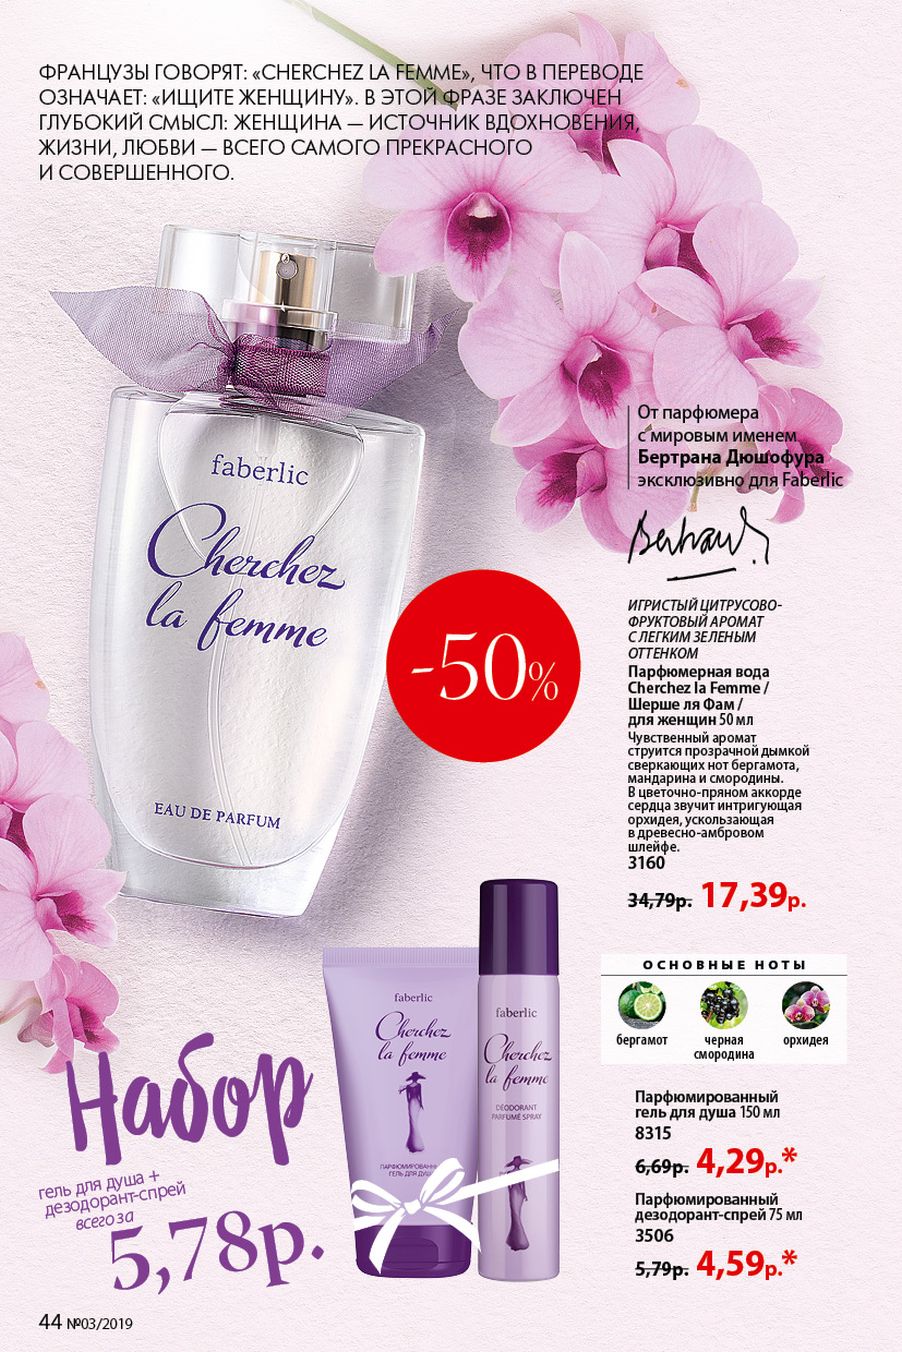 ФРАНЦУЗЫ ГОВОРЯТ: «CHERCHEZ LA FEMME», ЧТО В ПЕРЕВОДЕ
ОЗНАЧАЕТ: «ИЩИТЕ ЖЕНЩИНУ». В ЭТОЙ ФРАЗЕ ЗАКЛЮЧЕН
ГЛУБОКИЙ СМЫСЛ: ЖЕНЩИНА — ИСТОЧНИК ВДОХНОВЕНИЯ,
ЖИЗНИ, ЛЮБВИ — ВСЕГО САМОГО ПРЕКРАСНОГО
И СОВЕРШЕННОГО.
faberlic
Cherchez
la femme
EAU DE PARFUM
-50%
От парфюмера
с мировым именем
Бертрана Дюшофура
эксклюзивно для Faberlic
ИГРИСТЫЙ ЦИТРУСОВО-
ФРУКТОВЫЙ АРОМАТ
С ЛЕГКИМ ЗЕЛЕНЫМ
ОТТЕНКОМ
Парфюмерная вода
Cherchez la Femme /
Шерше ля Фам /
для женщин 50 мл
Чувственный аромат
струится прозрачной дымкой
сверкающих нот бергамота,
мандарина и смородины.
В цветочно-пряном аккорде
сердца звучит интригующая
орхидея, ускользающая
в древесно-амбровом
шлейфе.
3160
34,79р. 17,39р.
ОСНОВНЫЕ НОТЫ
бергамот
черная
смородина
орхидея
Парфюмированный
гель для душа 150 мл
8315
6,69р. 4,29р.*
Парфюмированный
дезодорант-спрей 75 мл
3506
5,79р. 4,59р.*
faberlic
Cherchez
la femme
ПАРФЮМИРОВАННЫЙ
ГЕЛЬ ДЛЯ ДУША
faberlic
Cherchez
la femme
DÉODORANT
PARFUMÉ SPRAY
Набор
гель для душа +
дезодорант-спрей
всего за
5,78р.
44 №03/2019